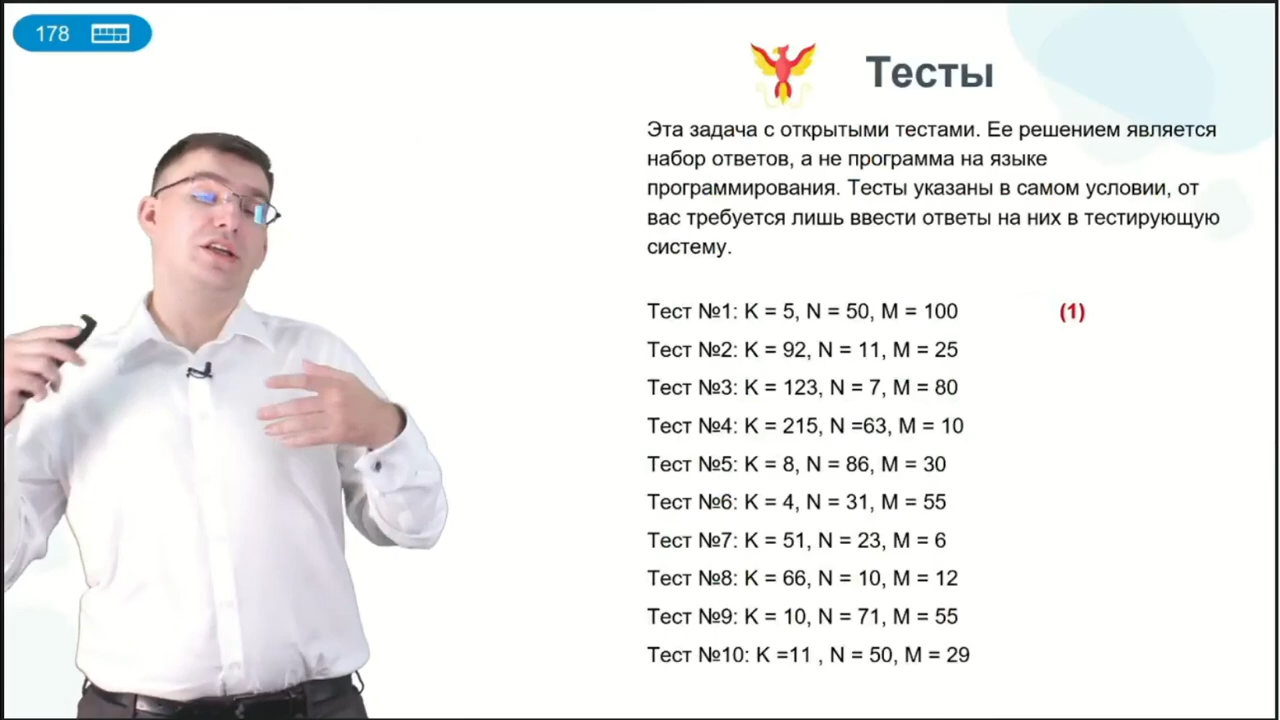 178
Тесты
Эта задача с открытыми тестами. Ее решением является
набор ответов, а не программа на языке
программирования. Тесты указаны в самом условии, от
вас требуется лишь ввести ответы на них в тестирующую
систему.
Тест №1: K = 5, N = 50, M = 100 (1)
Тест №2: K = 92, N = 11, M = 25
Тест №3: K = 123, N = 7, M = 80
Тест №4: K = 215, N =63, M = 10
Тест №5: K = 8, N = 86, M = 30
Тест №6: K = 4, N = 31, M = 55
Тест №7: K = 51, N = 23, M = 6
Тест №8: K = 66, N = 10, M = 12
Тест №9: K = 10, N = 71, M = 55
Тест №10: K =11 , N = 50, M = 29